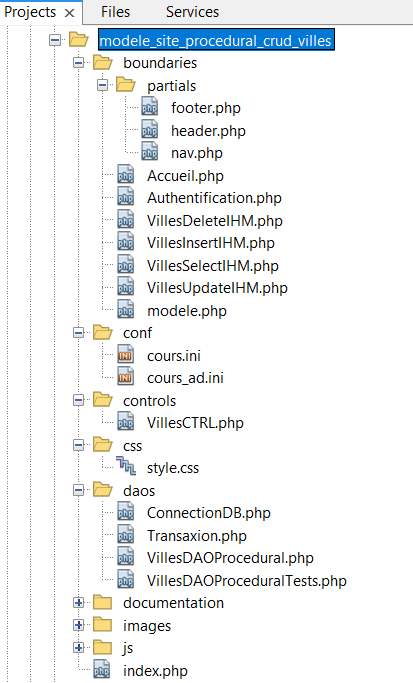 Projects Files Services
modele_site_procedural_crud_villes
boundaries
partials
footer.php
header.php
nav.php
Accueil.php
Authentification.php
VillesDeleteIHM.php
VillesInsertIHM.php
VillesSelectIHM.php
VillesUpdateIHM.php
modele.php
conf
cours.ini
cours_ad.ini
controls
VillesCTRL.php
css
style.css
daos
ConnectionDB.php
Transaxion.php
VillesDAOProcedural.php
VillesDAOProceduralTests.php
documentation
images
js
index.php